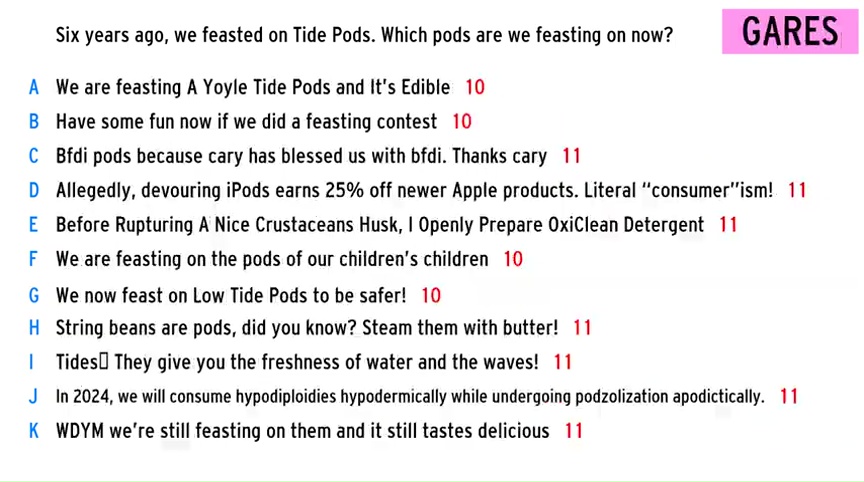 Six years ago, we feasted on Tide Pods. Which pods are we feasting on now?
GARES
A We are feasting A Yoyle Tide Pods and It's Edible 10
B Have some fun now if we did a feasting contest 10
C Bfdi pods because cary has blessed us with bfdi. Thanks cary 11
D Allegedly, devouring iPods earns 25% off newer Apple products. Literal “consumer”ism! 11
E Before Rupturing A Nice Crustaceans Husk, I Openly Prepare OxiClean Detergent 11
F We are feasting on the pods of our children's children 10
G We now feast on Low Tide Pods to be safer! 10
H String beans are pods, did you know? Steam them with butter! 11
I Tides▯ They give you the freshness of water and the waves! 11
J In 2024, we will consume hypodiploidies hypodermically while undergoing podzolization apodictically. 11
K WDYM we're still feasting on them and it still tastes delicious 11